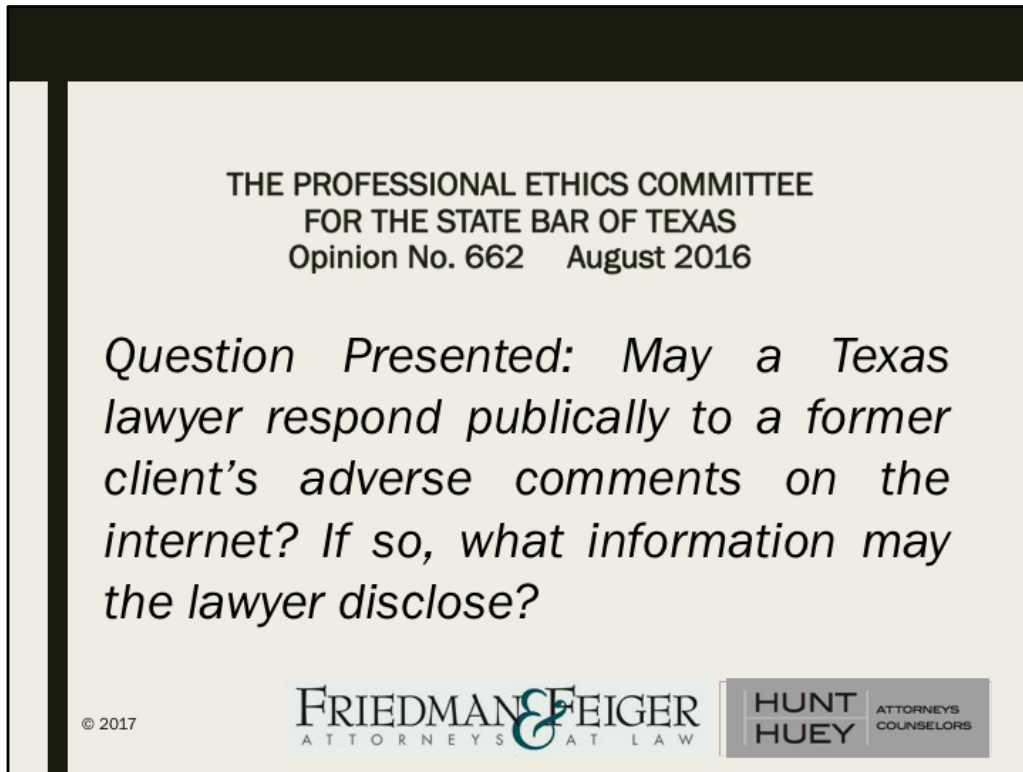 THE PROFESSIONAL ETHICS COMMITTEE
FOR THE STATE BAR OF TEXAS
Opinion No. 662 August 2016
Question Presented: May a Texas
lawyer respond publically to a former
client's adverse comments on the
internet? If so, what information may
the lawyer disclose?
© 2017
FRIEDMAN & FEIGER
ATTORNEYS AT LAW
HUNT
HUEY
ATTORNEYS
COUNSELORS